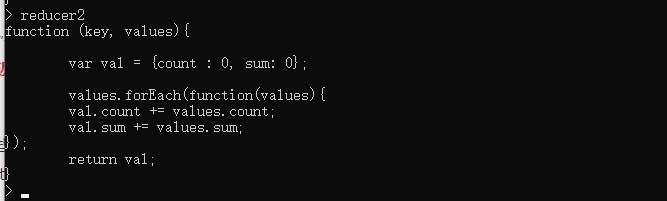 > reducer2
function (key, values){
var val = {count : 0, sum: 0};
values.forEach(function(values){
val.count += values.count;
val.sum += values.sum;
});
return val;
}
>